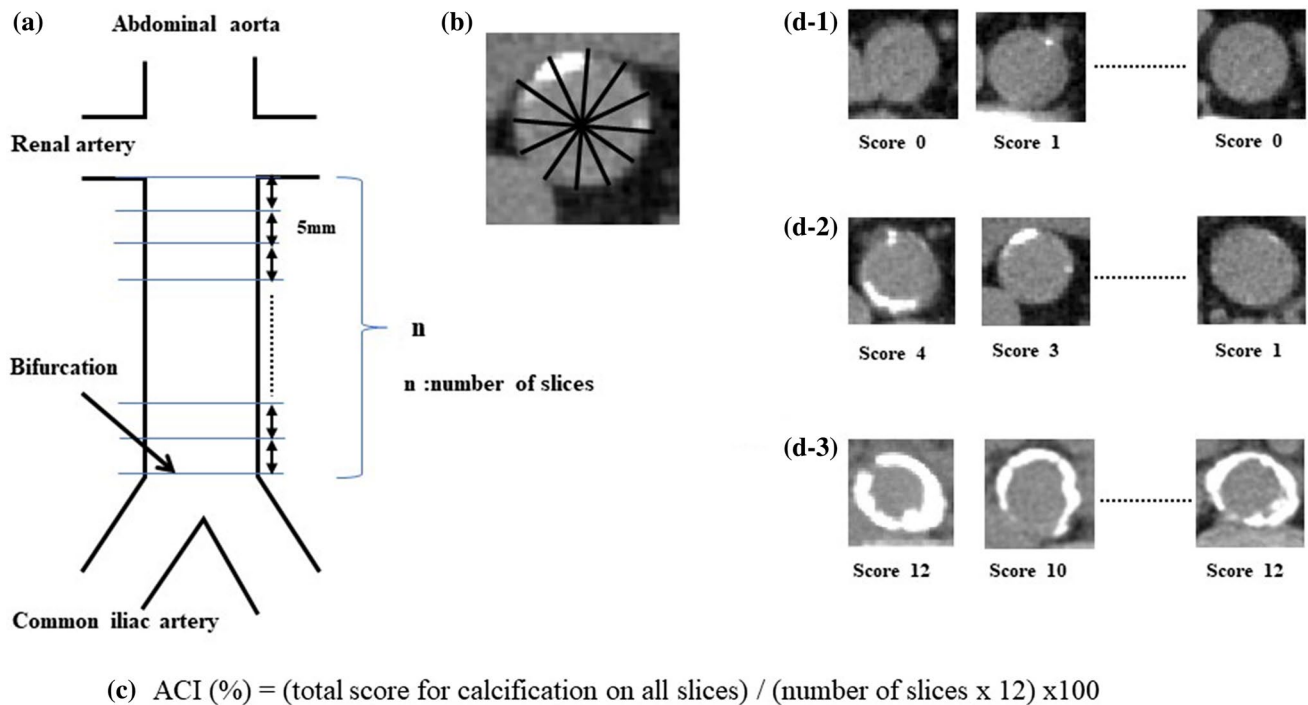 (a)
Abdominal aorta
Renal artery
5mm
n
n :number of slices
Bifurcation
Common iliac artery
(b)
(d-1)
Score 0
Score 1
Score 0
(d-2)
Score 4
Score 3
Score 1
(d-3)
Score 12
Score 10
Score 12
(c) ACI (%) = (total score for calcification on all slices) / (number of slices x 12) x100